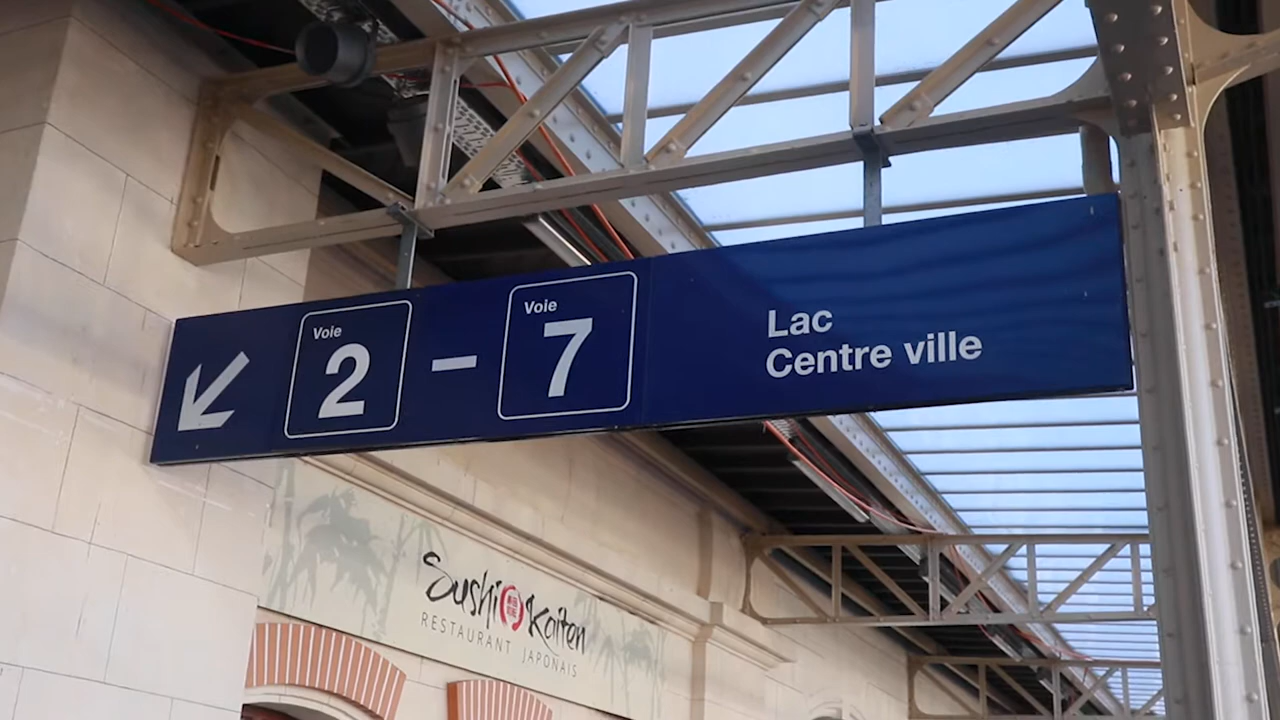 Voie
2
–
Voie
7
Lac
Centre ville
Sushi Kaiten
RESTAURANT JAPONAIS